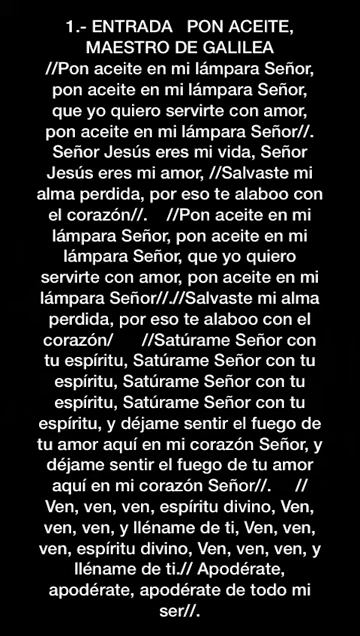 1.- ENTRADA PON ACEITE,
MAESTRO DE GALILEA
//Pon aceite en mi lámpara Señor,
pon aceite en mi lámpara Señor,
que yo quiero servirte con amor,
pon aceite en mi lámpara Señor//.
Señor Jesús eres mi vida, Señor
Jesús eres mi amor, //Salvaste mi
alma perdida, por eso te alaboo con
el corazón//. //Pon aceite en mi
lámpara Señor, pon aceite en mi
lámpara Señor, que yo quiero
servirte con amor, pon aceite en mi
lámpara Señor//.//Salvaste mi alma
perdida, por eso te alaboo con el
corazón/ //Satúrame Señor con
tu espíritu, Satúrame Señor con tu
espíritu, Satúrame Señor con tu
espíritu, Satúrame Señor con tu
espíritu, y déjame sentir el fuego de
tu amor aquí en mi corazón Señor, y
déjame sentir el fuego de tu amor
aquí en mi corazón Señor//. //
Ven, ven, ven, espíritu divino, Ven,
ven, ven, y lléname de ti, Ven, ven,
ven, espíritu divino, Ven, ven, ven, y
lléname de ti.// Apodérate,
apodérate, apodérate de todo mi
ser//.